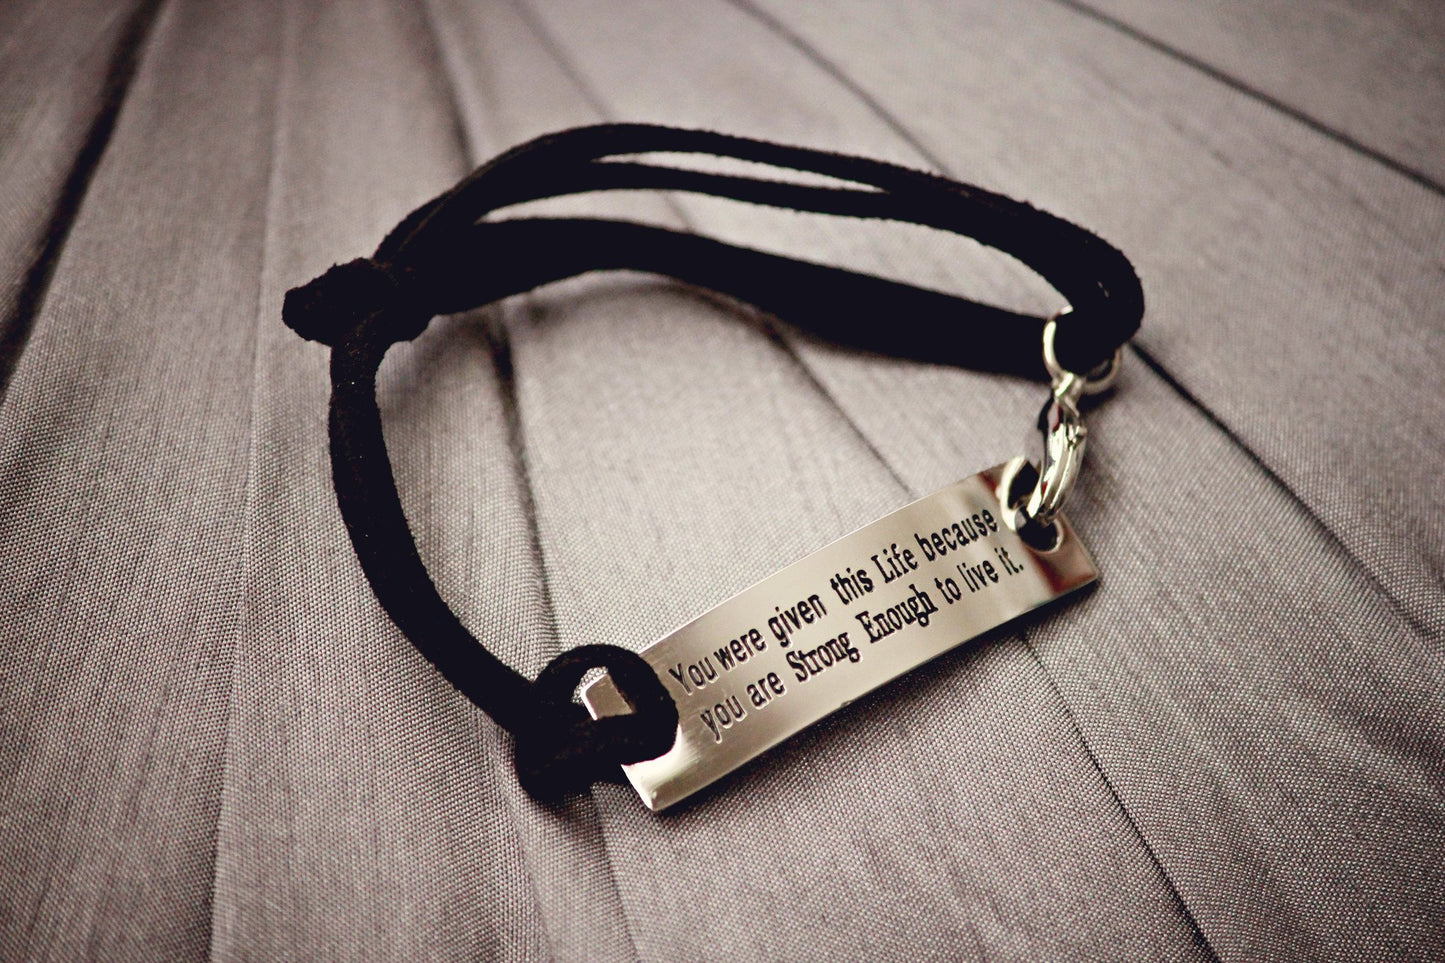 You were given this Life because
you are Strong Enough to live it.